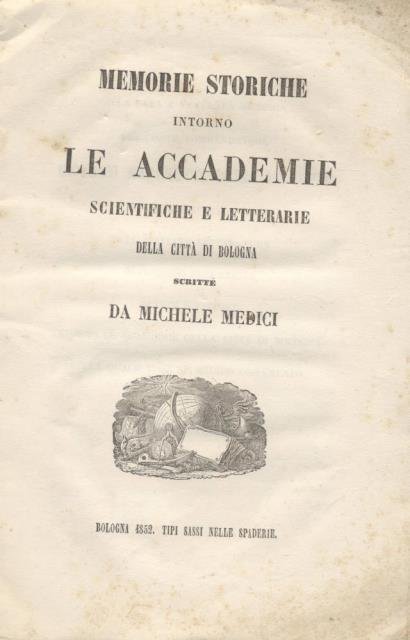 MEMORIE STORICHE
INTORNO
LE ACCADEMIE
SCIENTIFICHE E LETTERARIE
DELLA CITTÀ DI BOLOGNA
SCRITTE
DA MICHELE MEDICI
BOLOGNA 1852. TIPI SASSI NELLE SPADERIE.